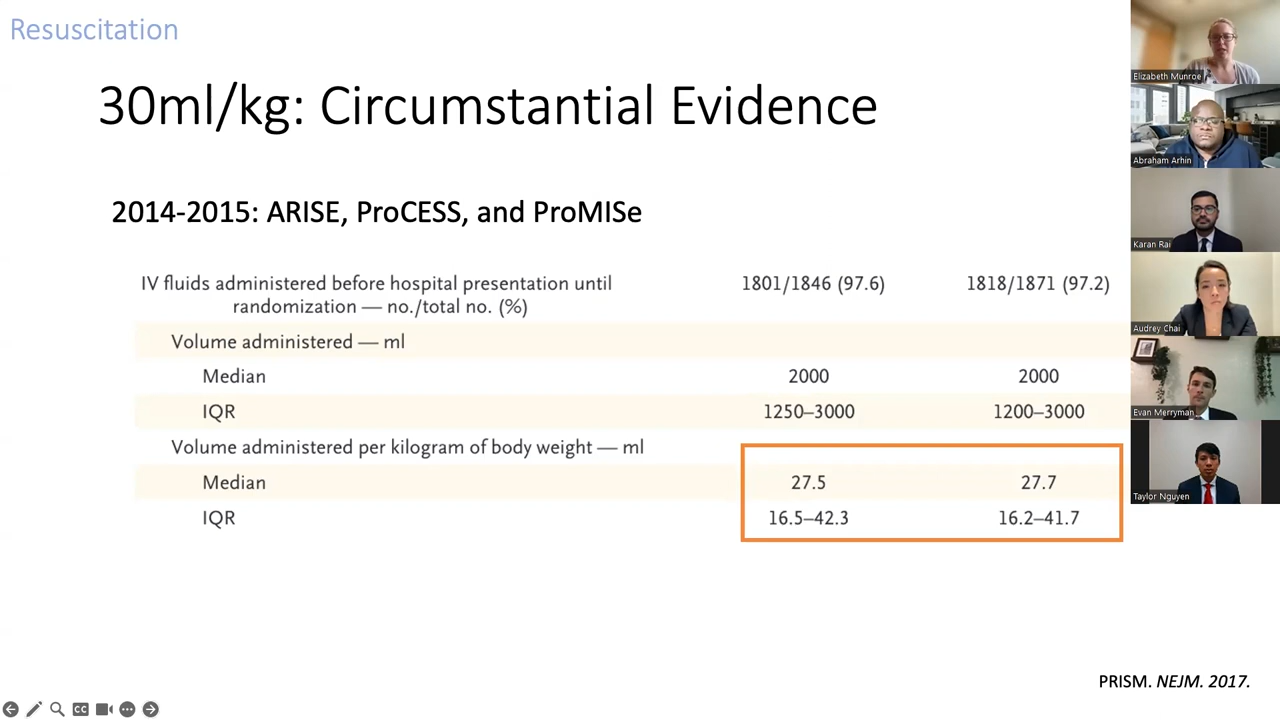 Resuscitation
30ml/kg: Circumstantial Evidence
2014-2015: ARISE, ProCESS, and ProMISe
IV fluids administered before hospital presentation until 1801/1846 (97.6) 1818/1871 (97.2)
randomization — no./total no. (%)
Volume administered — ml
Median 2000 2000
IQR 1250–3000 1200–3000
Volume administered per kilogram of body weight — ml
Median 27.5 27.7
IQR 16.5–42.3 16.2–41.7
PRISM. NEJM. 2017.
CC
Elizabeth Munroe
Abraham Arhin
Karan Rai
Audrey Chai
Evan Merryman
Taylor Nguyen